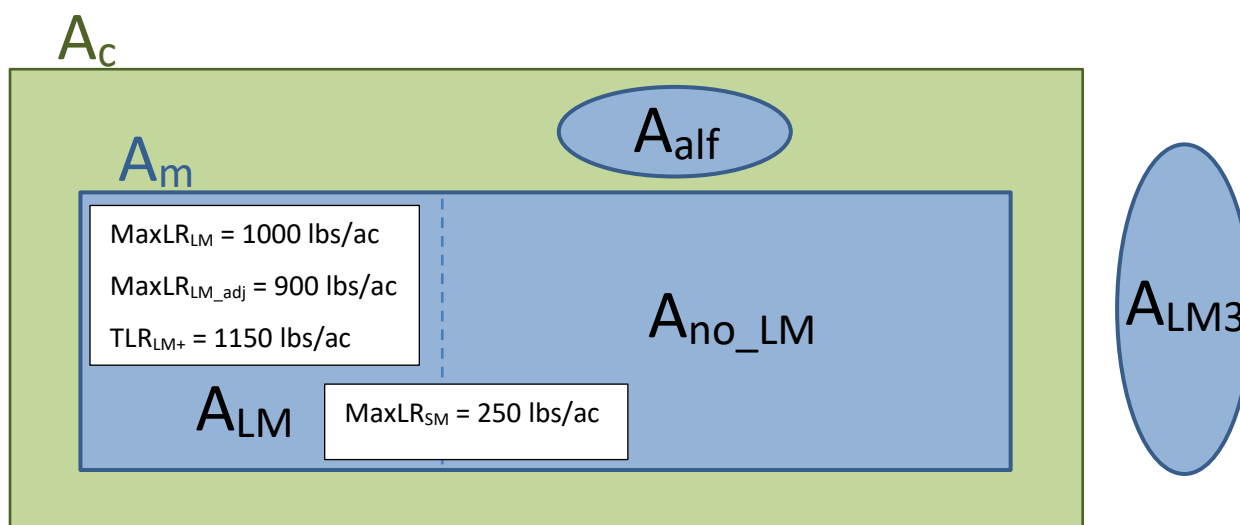 Ac
Aalf
Am
MaxLRLM = 1000 lbs/ac
MaxLRLM_adj = 900 lbs/ac
TLRLM+ = 1150 lbs/ac
Ano_LM
ALM3
ALM
MaxLRSM = 250 lbs/ac